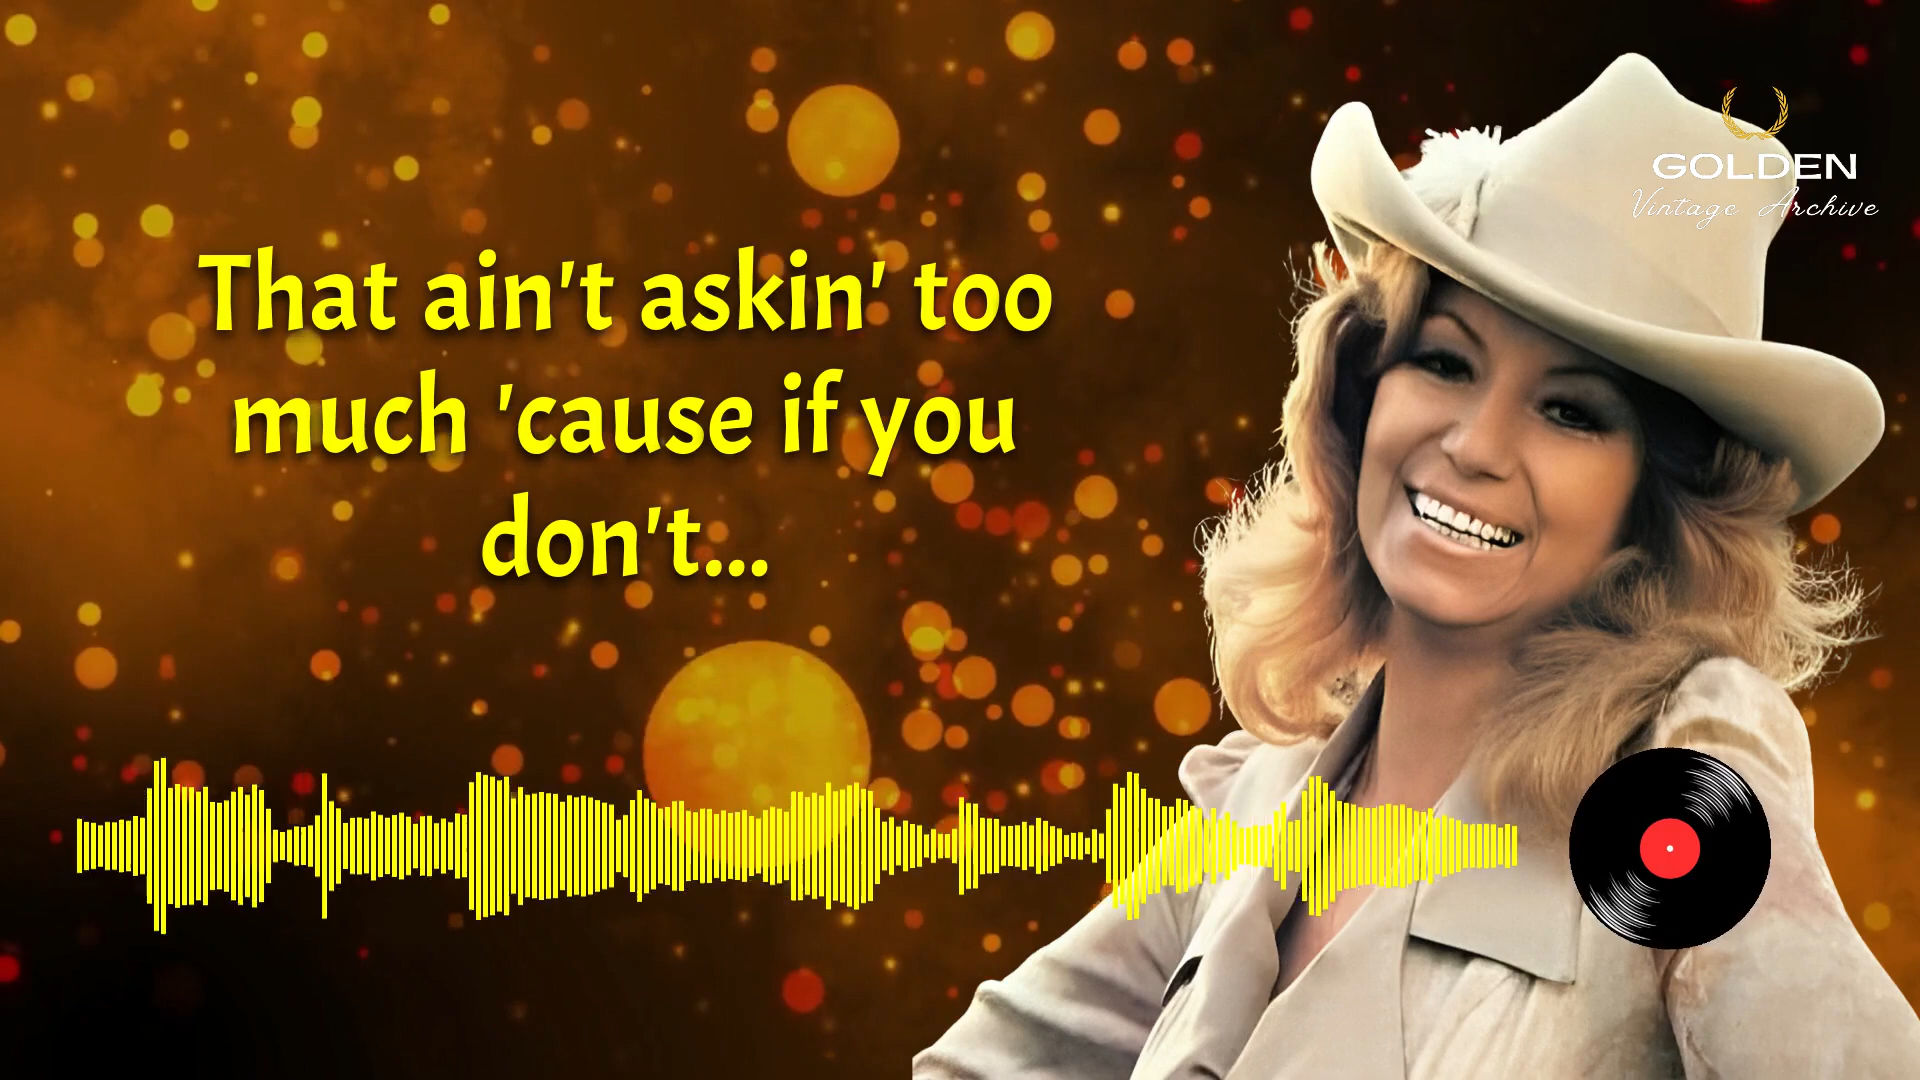 That ain't askin' too
much 'cause if you
don't...
GOLDEN
Vintage Archive